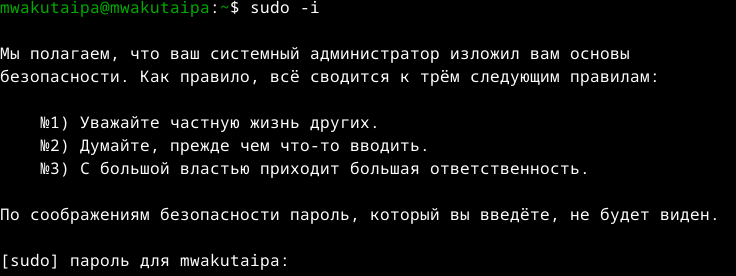 mwakutaipa@mwakutaipa:~$ sudo -i
Мы полагаем, что ваш системный администратор изложил вам основы
безопасности. Как правило, всё сводится к трём следующим правилам:
№1) Уважайте частную жизнь других.
№2) Думайте, прежде чем что-то вводить.
№3) С большой властью приходит большая ответственность.
По соображениям безопасности пароль, который вы введёте, не будет виден.
[sudo] пароль для mwakutaipa: